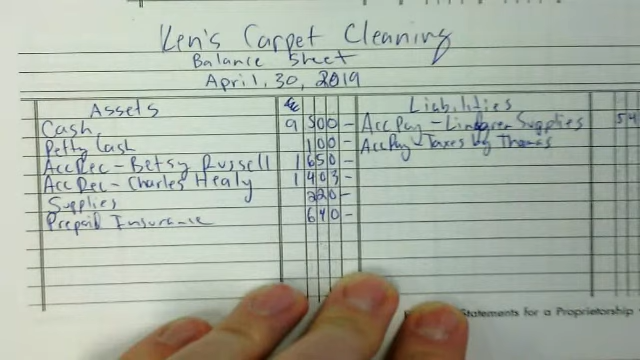 Ken's Carpet Cleaning
Balance Sheet
April, 30, 2019
Assets Liabilities
Cash 9 500 - Acc Pay - Lindgren Supplies 54
Petty Cash 100 - Acc Pay - Taxes by Thomas
Acc Rec - Betsy Russell 1 650 -
Acc Rec - Charles Healy 1 403 -
Supplies 220 -
Prepaid Insurance 640 -
Statements for a Proprietorship